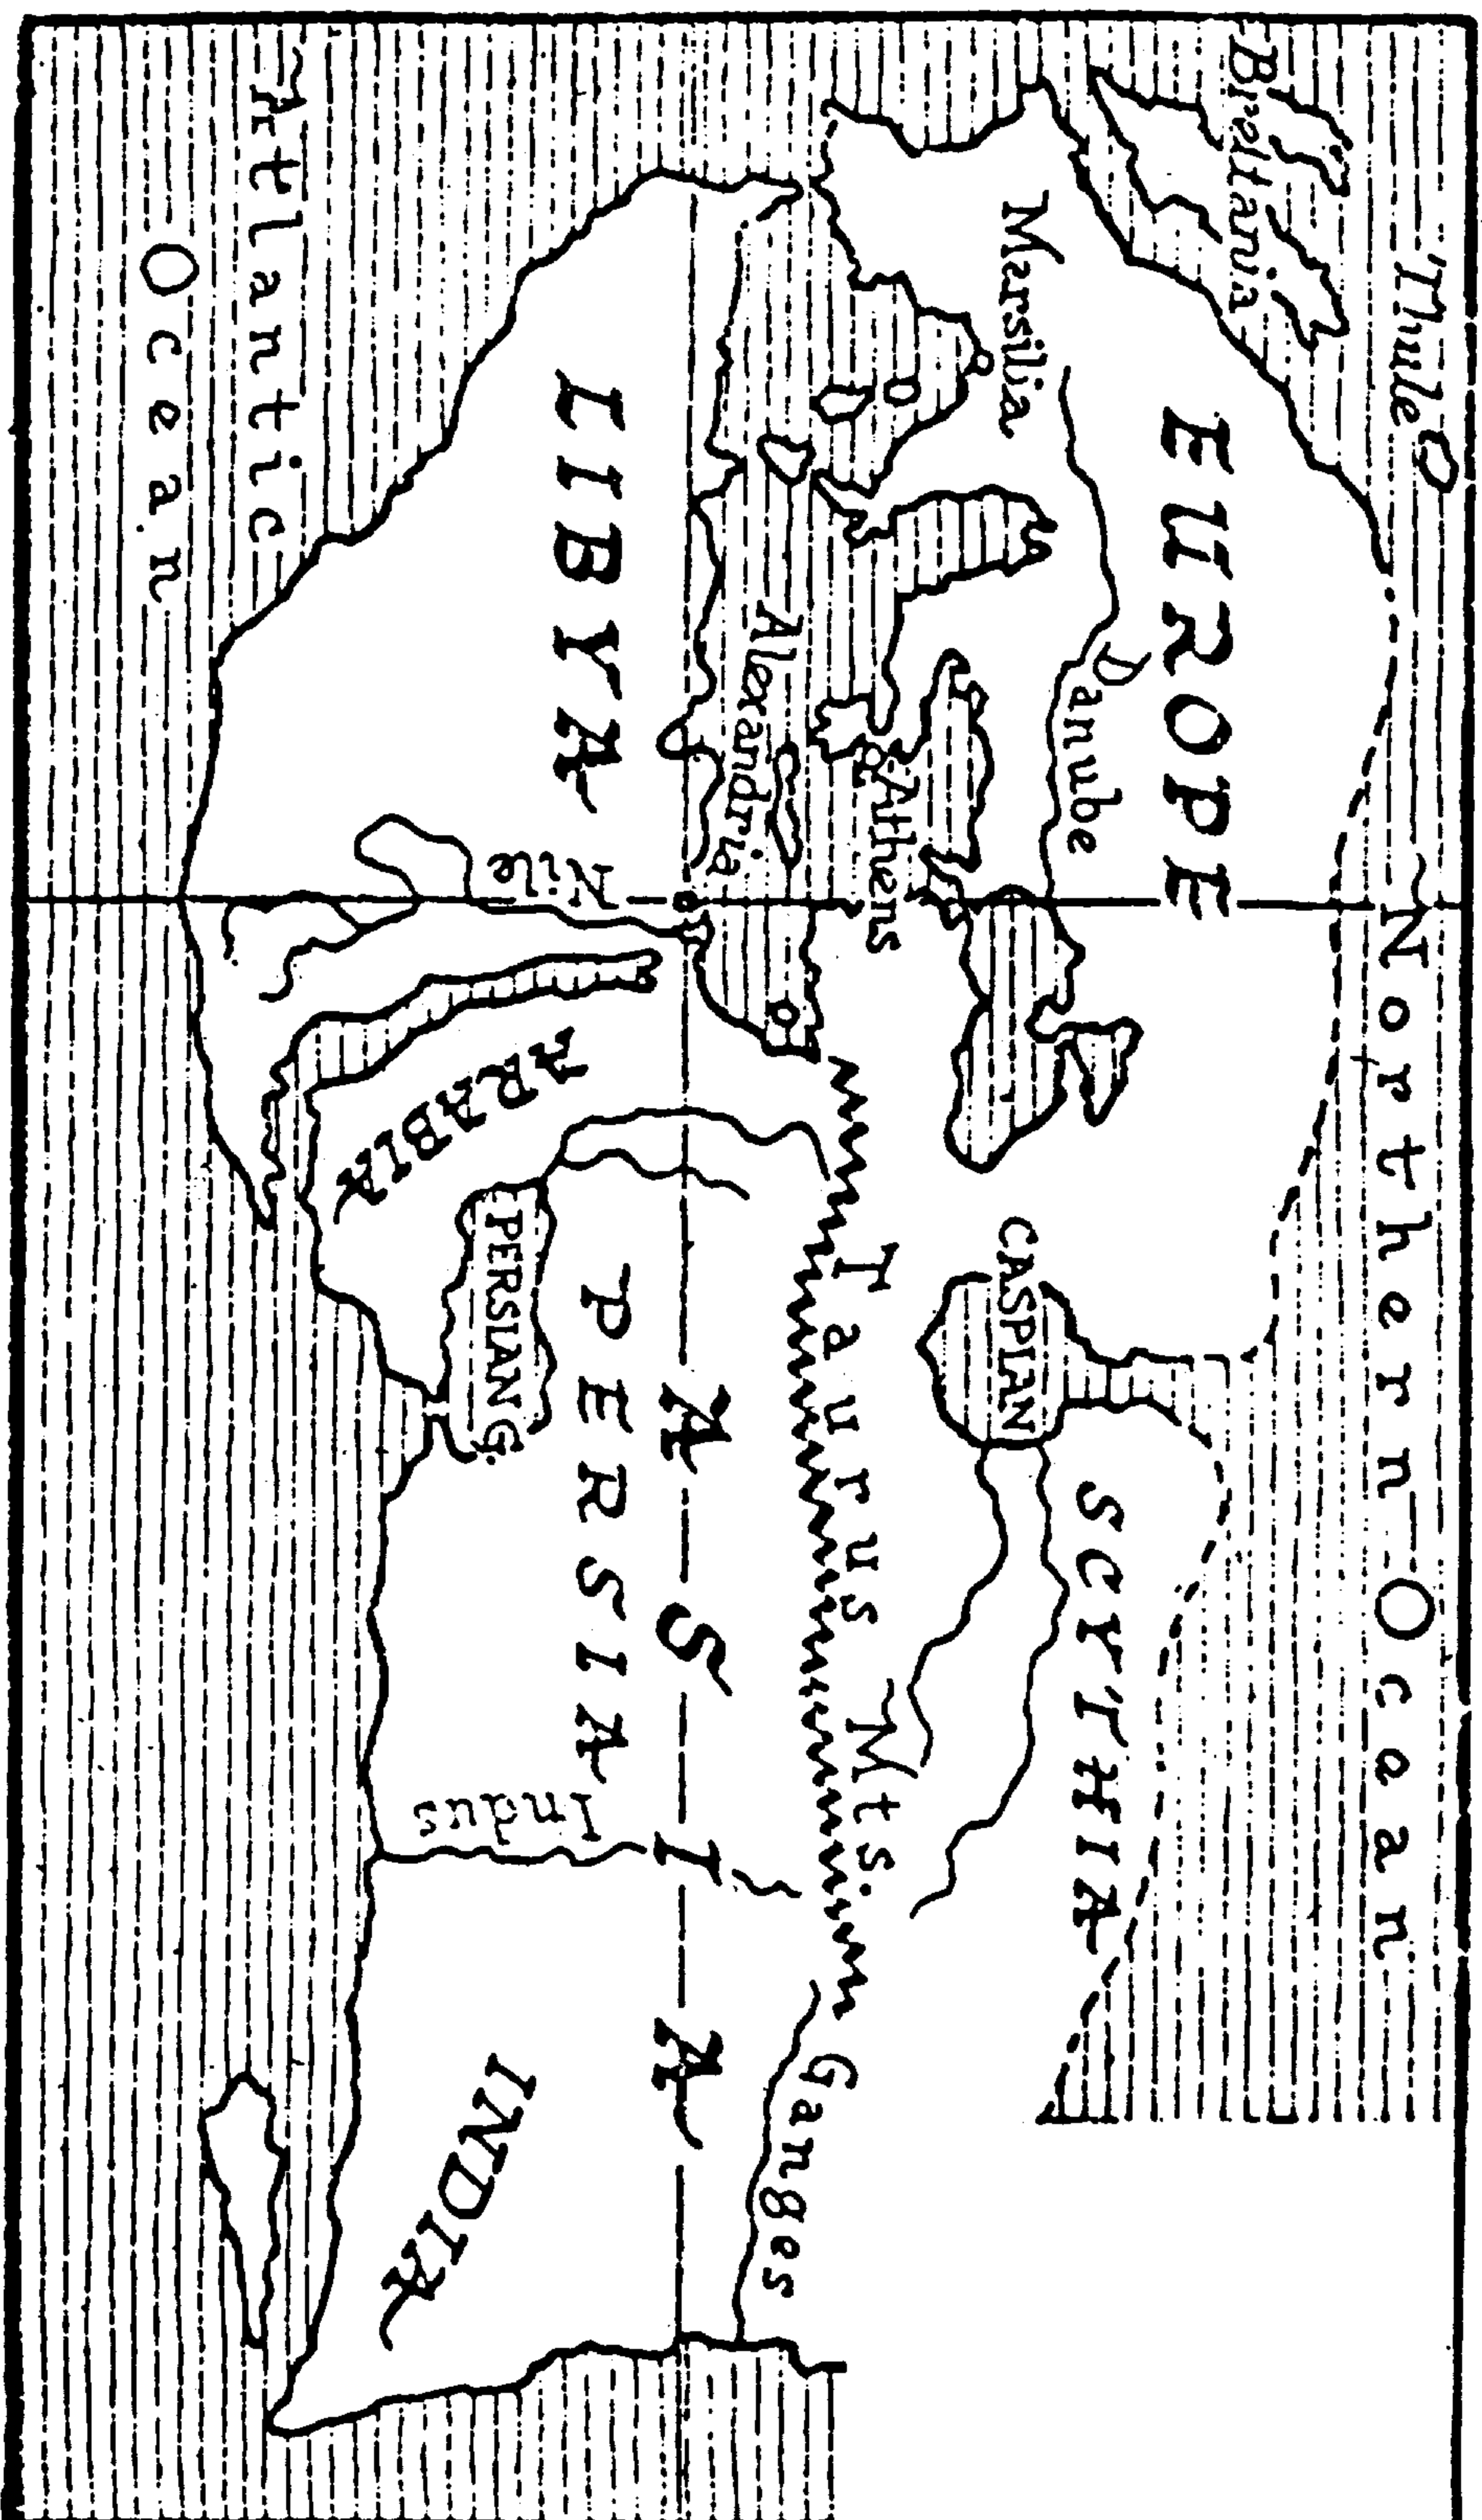 Thule
Brettania
Northern Ocean
EUROPE
Marsilia
Danube
SCYTHIA
CASPIAN
Athens
Taurus Mts.
Ganges
Alexandria
ASIA
LIBYA
Nile
PERSIA
ARABIA
PERSIAN G.
Indus
INDIA
Atlantic
Ocean